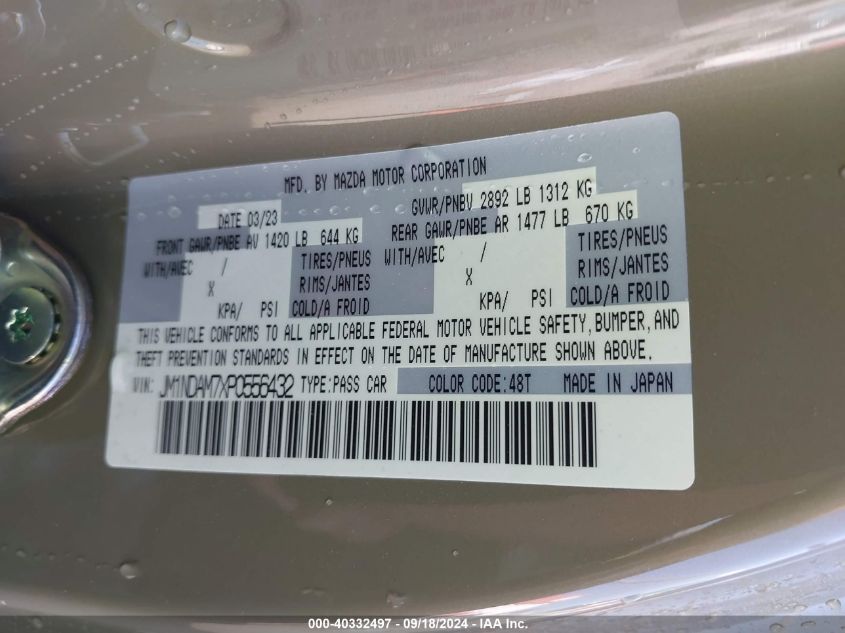 MFD. BY MAZDA MOTOR CORPORATION
DATE 03/23
GVWR/PNBV 2892 LB 1312 KG
FRONT GAWR/PNBE AV 1420 LB 644 KG
REAR GAWR/PNBE AR 1477 LB 670 KG
WITH/AVEC / TIRES/PNEUS WITH/AVEC / TIRES/PNEUS
X RIMS/JANTES X RIMS/JANTES
KPA/ PSI COLD/A FROID KPA/ PSI COLD/A FROID
THIS VEHICLE CONFORMS TO ALL APPLICABLE FEDERAL MOTOR VEHICLE SAFETY, BUMPER, AND
THEFT PREVENTION STANDARDS IN EFFECT ON THE DATE OF MANUFACTURE SHOWN ABOVE.
VIN: JM1NDAM7XP0556432 TYPE:PASS CAR COLOR CODE:48T MADE IN JAPAN
000-40332497 - 09/18/2024 - IAAI Inc.